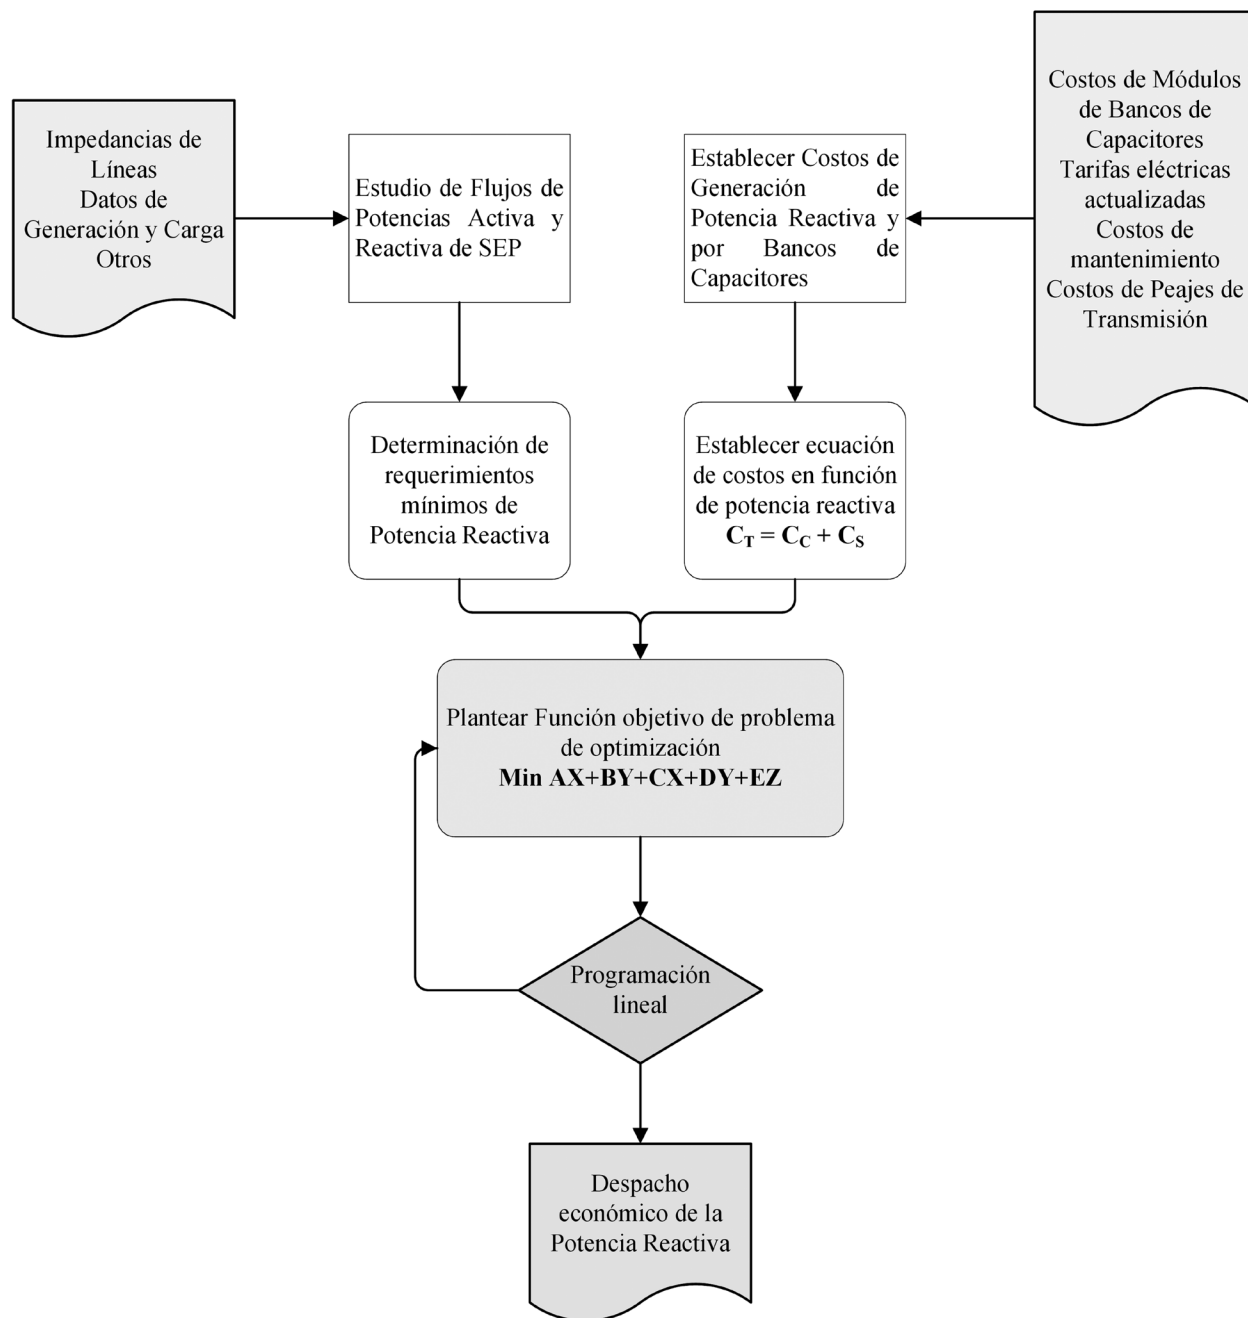 Impedancias de
Líneas
Datos de
Generación y Carga
Otros
Estudio de Flujos de
Potencias Activa y
Reactiva de SEP
Establecer Costos de
Generación de
Potencia Reactiva y
por Bancos de
Capacitores
Costos de Módulos
de Bancos de
Capacitores
Tarifas eléctricas
actualizadas
Costos de
mantenimiento
Costos de Peajes de
Transmisión
Determinación de
requerimientos
mínimos de
Potencia Reactiva
Establecer ecuación
de costos en función
de potencia reactiva
C_T = C_C + C_S
Plantear Función objetivo de problema
de optimización
Min AX+BY+CX+DY+EZ
Programación
lineal
Despacho
económico de la
Potencia Reactiva